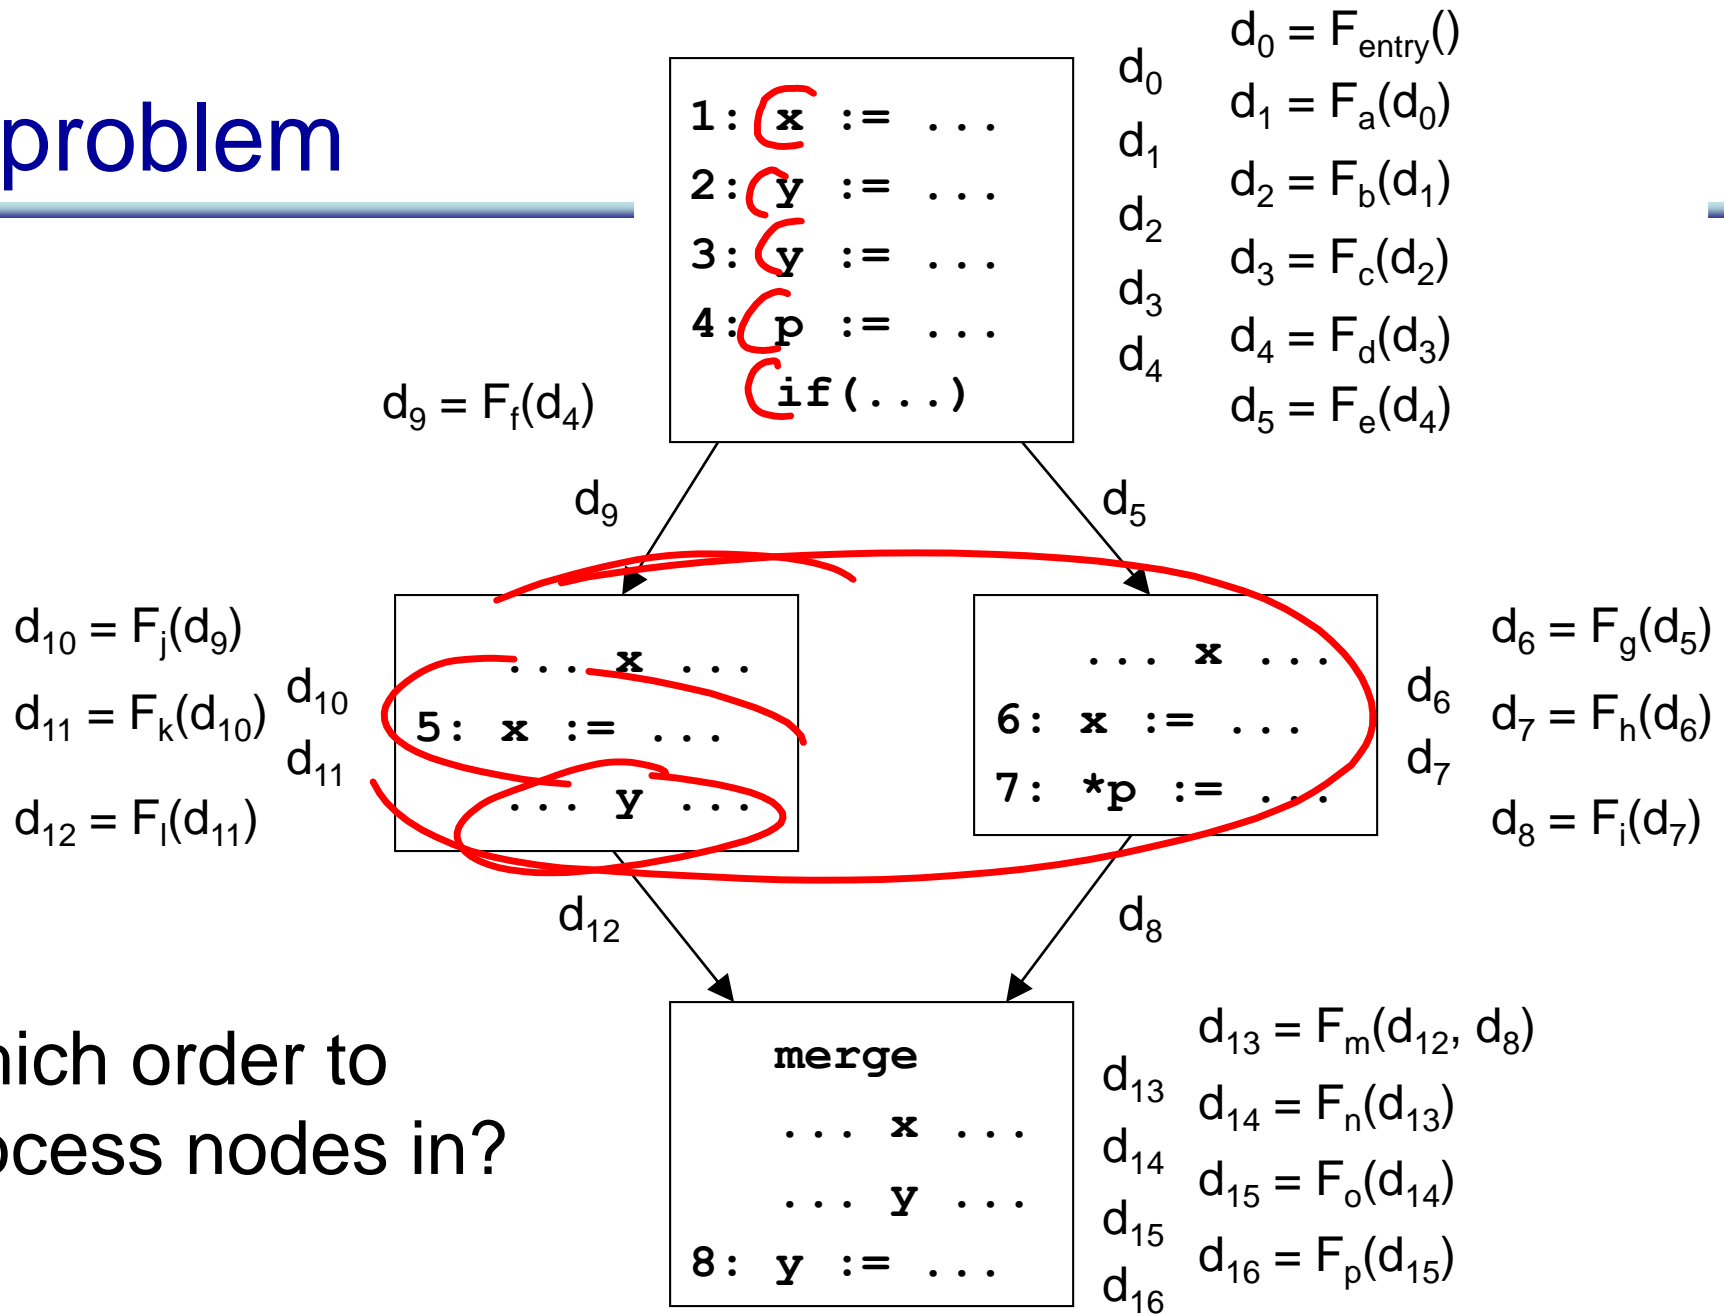 problem
1: x := ...
2: y := ...
3: y := ...
4: p := ...
if(...)
d0
d1
d2
d3
d4
d0 = Fentry()
d1 = Fa(d0)
d2 = Fb(d1)
d3 = Fc(d2)
d4 = Fd(d3)
d5 = Fe(d4)
d9 = Ff(d4)
d9
d5
d10 = Fj(d9)
d11 = Fk(d10)
d12 = Fl(d11)
d10
d11
... x ...
5: x := ...
... y ...
... x ...
6: x := ...
7: *p := ...
d6
d7
d6 = Fg(d5)
d7 = Fh(d6)
d8 = Fi(d7)
d12
d8
hich order to
ocess nodes in?
merge
... x ...
... y ...
8: y := ...
d13
d14
d15
d16
d13 = Fm(d12, d8)
d14 = Fn(d13)
d15 = Fo(d14)
d16 = Fp(d15)